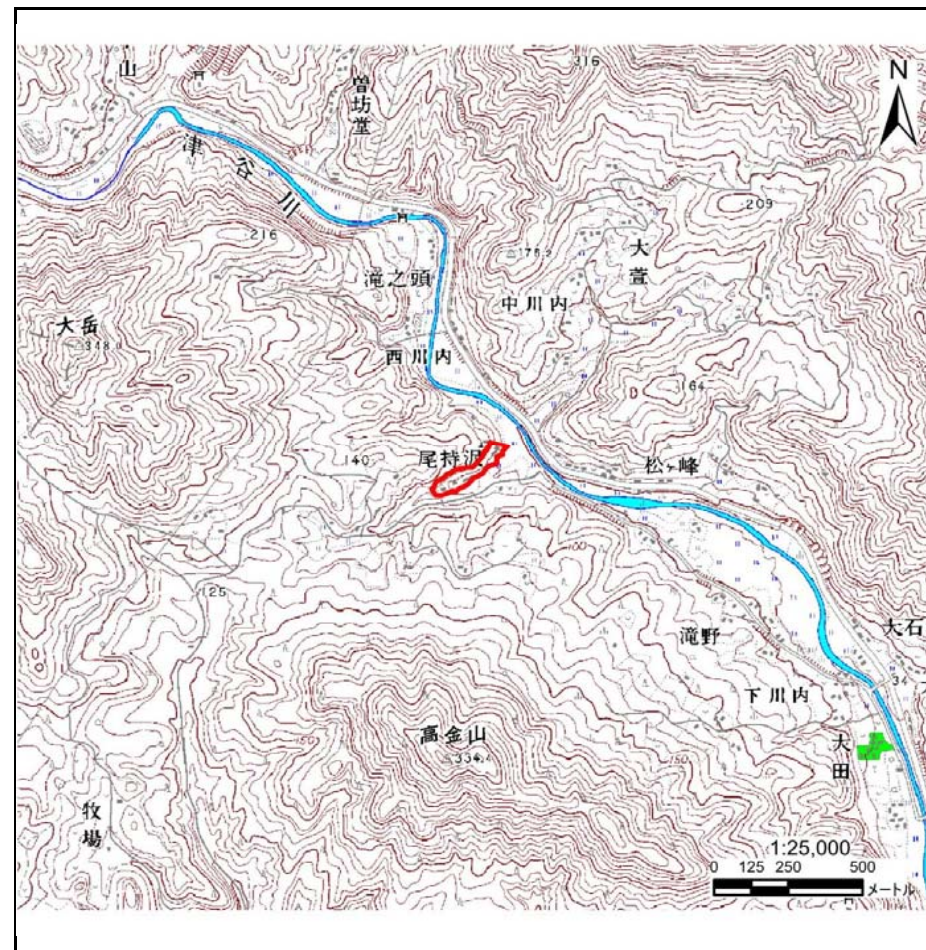 山
316
N
曽坊堂
津谷川
209
216
大萱
175.2
滝之頭
中川内
大岳
348.0
西川内
164
140
尾持沢
松ヶ峰
100
125
滝野
大石
34
下川内
高金山
334.4
150
大田
牧場
1:25,000
0 125 250 500
メートル